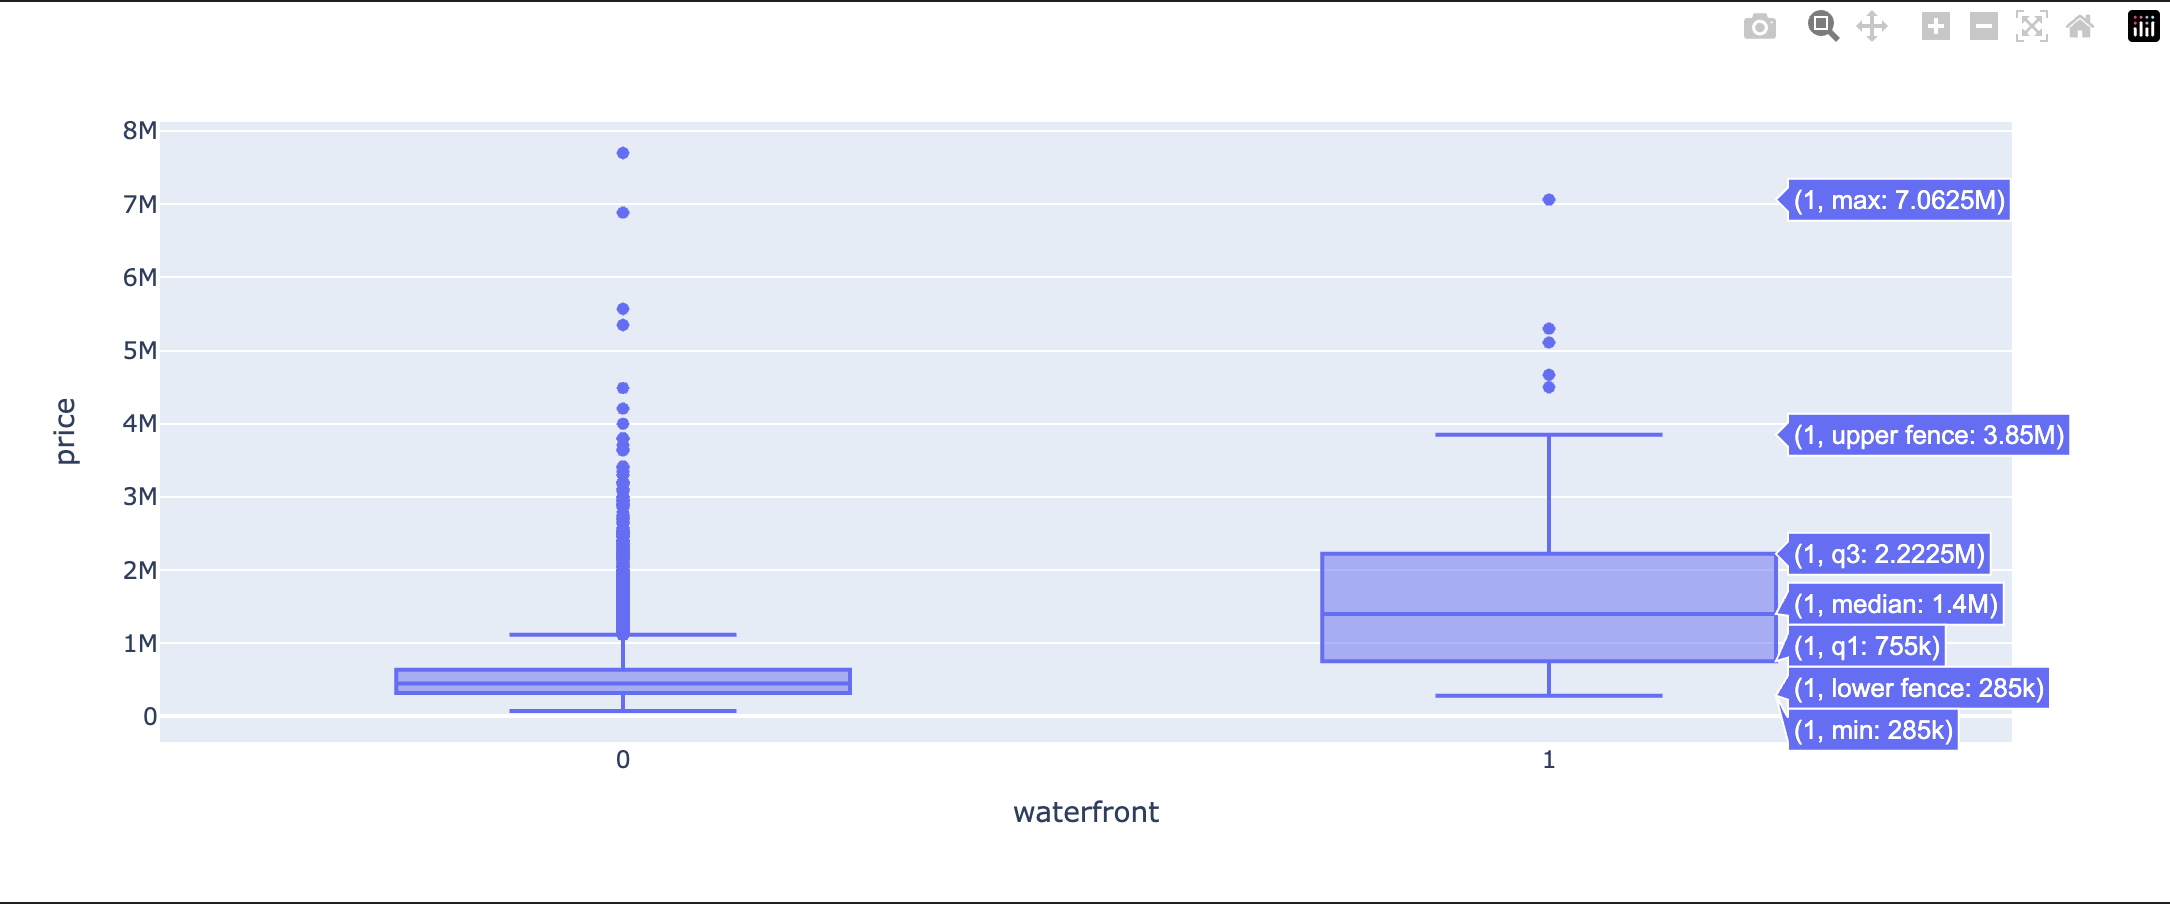 8M
7M
6M
5M
4M
3M
2M
1M
0
price
0
1
waterfront
(1, max: 7.0625M)
(1, upper fence: 3.85M)
(1, q3: 2.2225M)
(1, median: 1.4M)
(1, q1: 755k)
(1, lower fence: 285k)
(1, min: 285k)